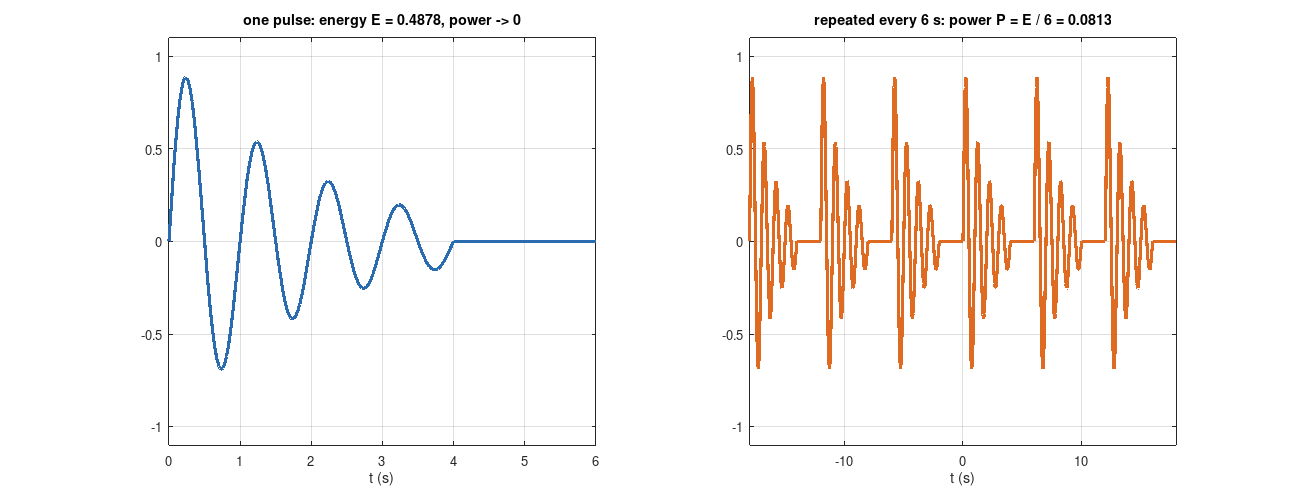 one pulse: energy E = 0.4878, power -> 0
1
0.5
0
-0.5
-1
0 1 2 3 4 5 6
t (s)
repeated every 6 s: power P = E / 6 = 0.0813
1
0.5
0
-0.5
-1
-10 0 10
t (s)